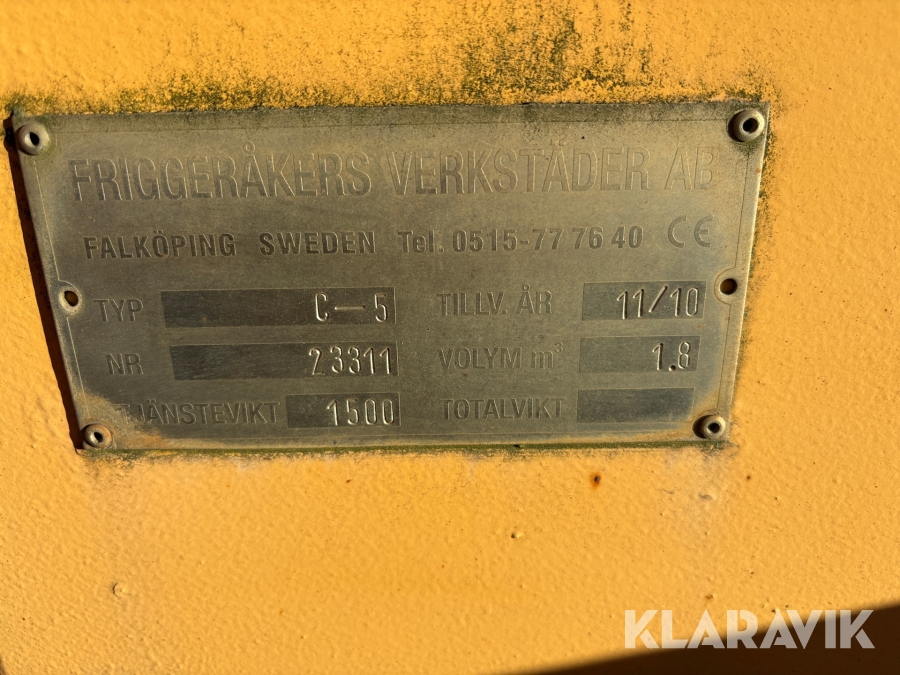 FRIGGERÅKERS VERKSTÄDER AB
FALKÖPING SWEDEN Tel. 0515-77 76 40 CE
TYP C-5 TILLV. ÅR 11/10
NR 23311 VOLYM m³ 1.8
TJÄNSTEVIKT 1500 TOTALVIKT
KLARAVIK